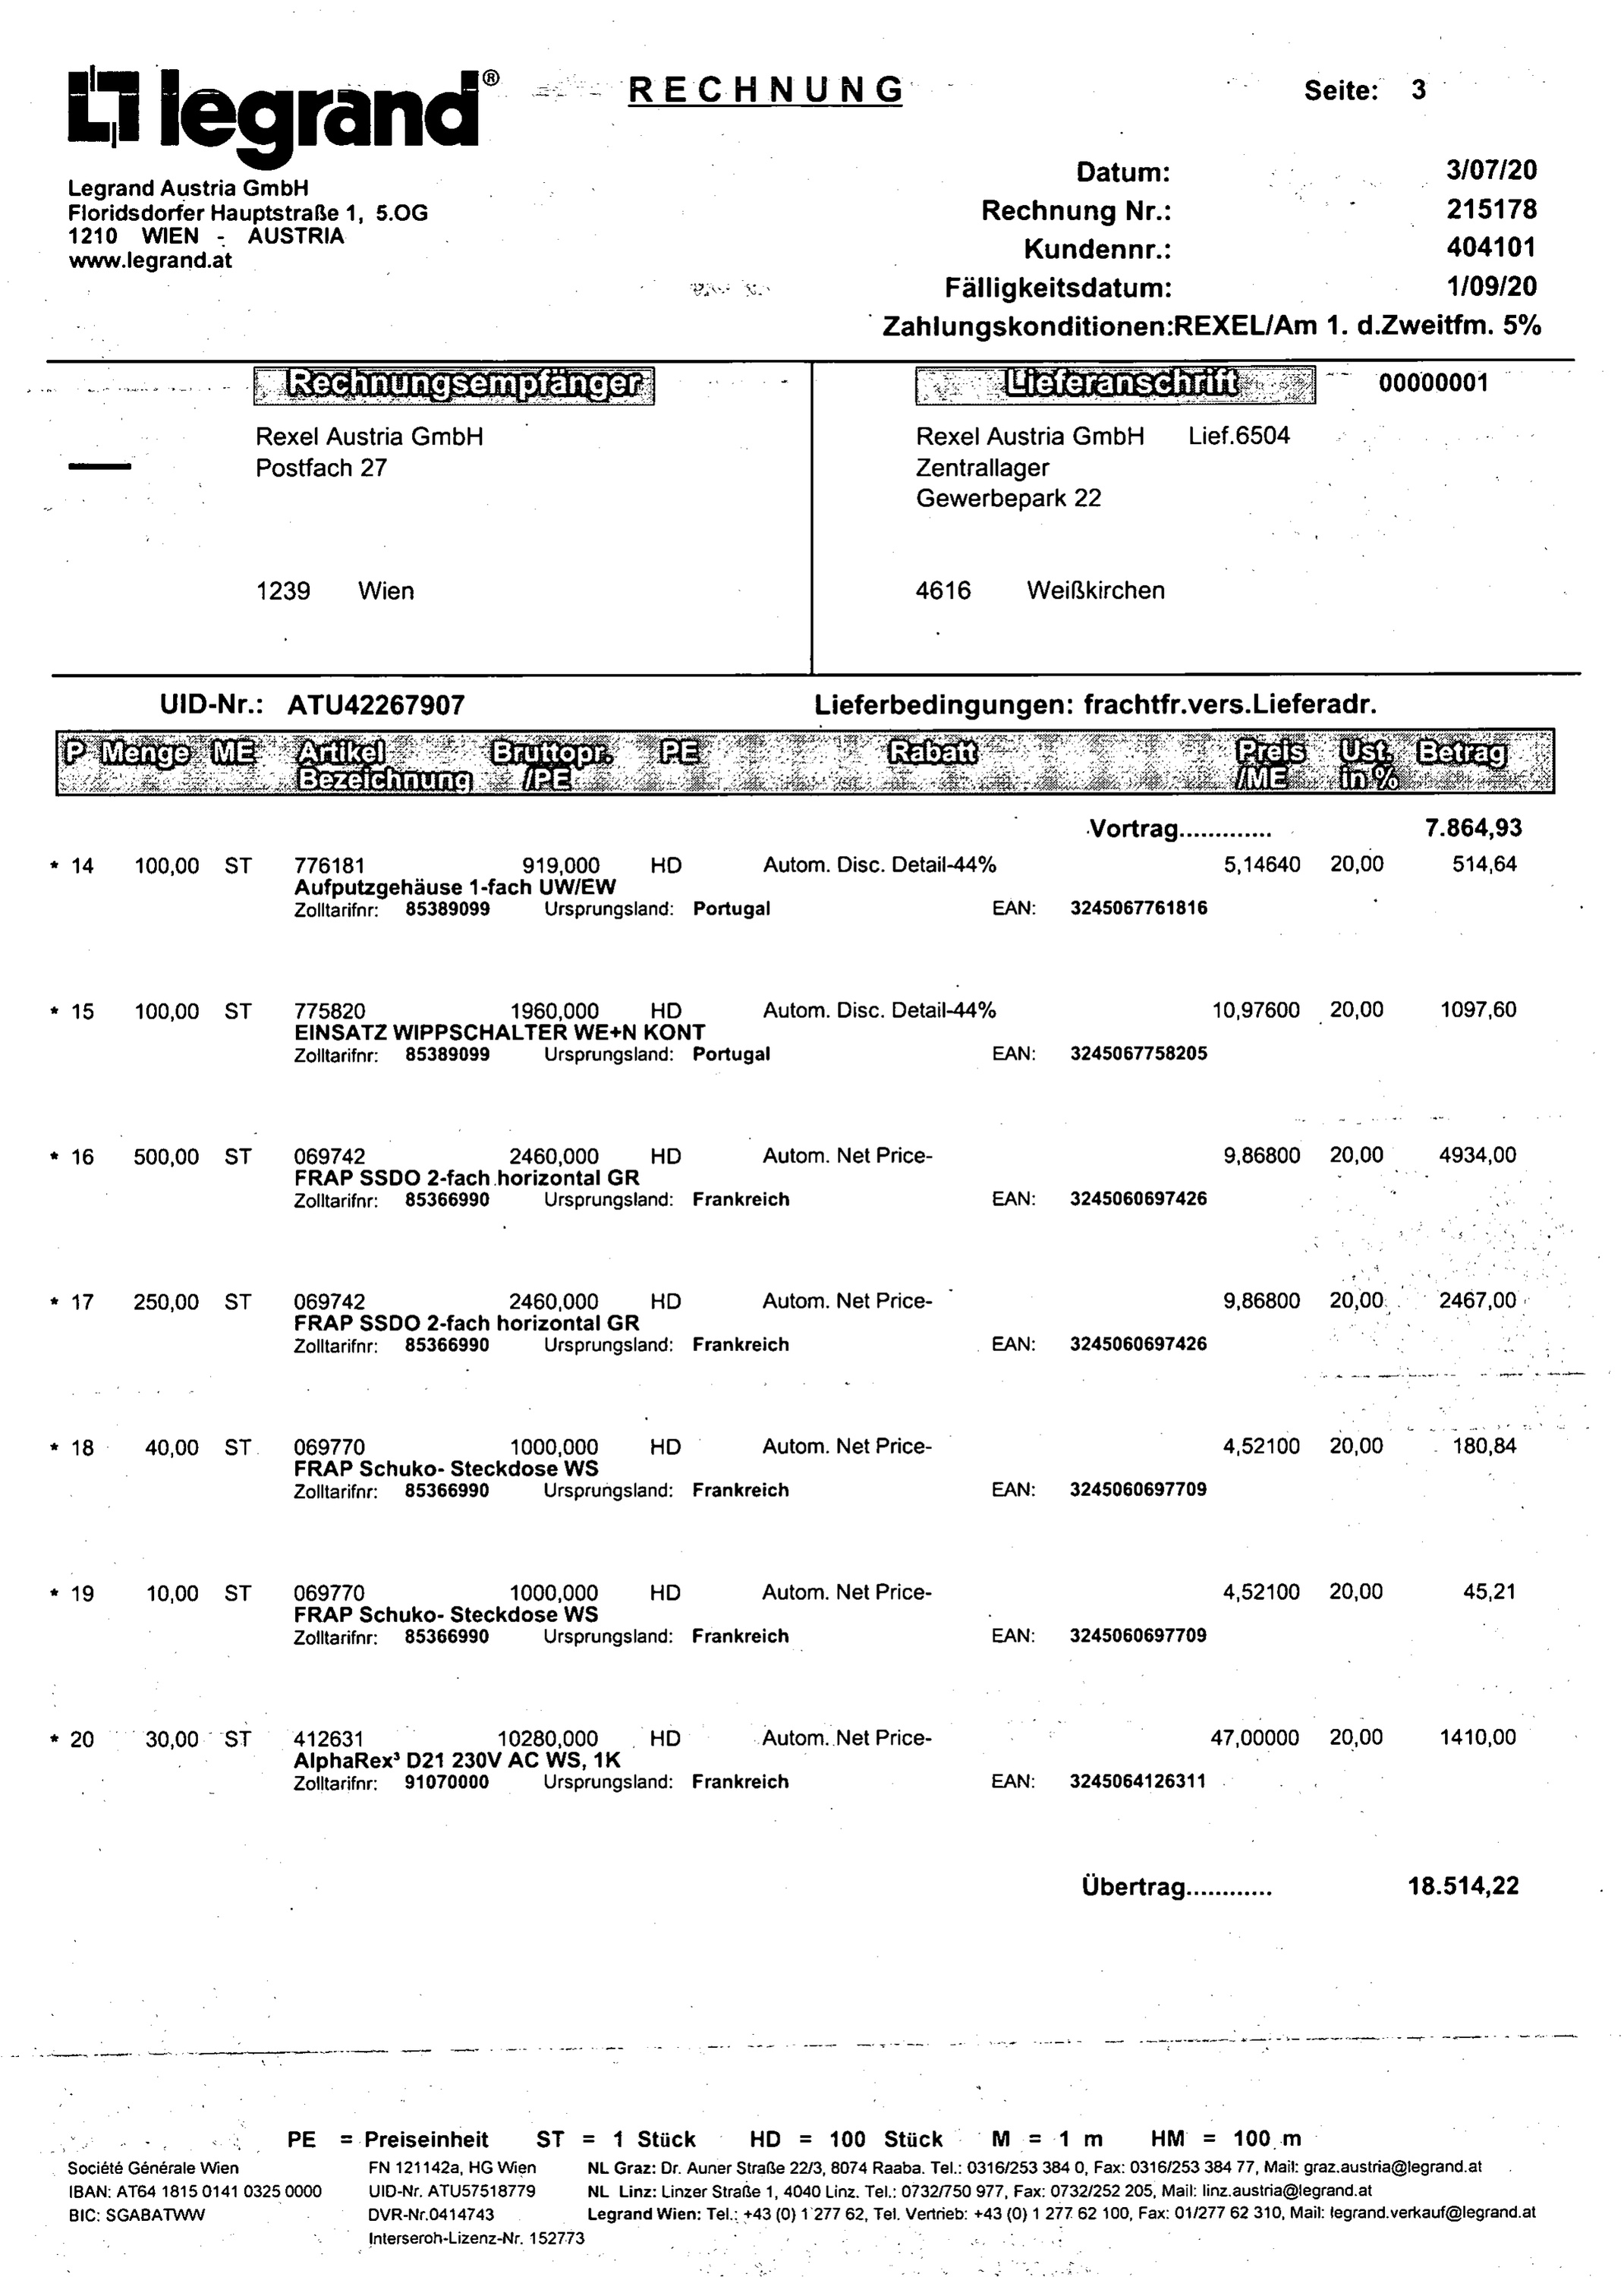 legrand®
RECHNUNG
Seite: 3
Legrand Austria GmbH
Floridsdorfer Hauptstraße 1, 5.OG
1210 WIEN - AUSTRIA
www.legrand.at
Datum: 3/07/20
Rechnung Nr.: 215178
Kundennr.: 404101
Fälligkeitsdatum: 1/09/20
Zahlungskonditionen:REXEL/Am 1. d.Zweitfm. 5%
Rechnungsempfänger
Rexel Austria GmbH
Postfach 27
1239 Wien
Lieferanschrift 00000001
Rexel Austria GmbH Lief.6504
Zentrallager
Gewerbepark 22
4616 Weißkirchen
UID-Nr.: ATU42267907 Lieferbedingungen: frachtfr.vers.Lieferadr.
P Menge ME Artikel Bruttopr. PE Rabatt Preis Ust. Betrag
Bezeichnung /PE /ME in %
Vortrag............. 7.864,93
* 14 100,00 ST 776181 919,000 HD Autom. Disc. Detail-44% 5,14640 20,00 514,64
Aufputzgehäuse 1-fach UW/EW
Zolltarifnr: 85389099 Ursprungsland: Portugal EAN: 3245067761816
* 15 100,00 ST 775820 1960,000 HD Autom. Disc. Detail-44% 10,97600 20,00 1097,60
EINSATZ WIPPSCHALTER WE+N KONT
Zolltarifnr: 85389099 Ursprungsland: Portugal EAN: 3245067758205
* 16 500,00 ST 069742 2460,000 HD Autom. Net Price- 9,86800 20,00 4934,00
FRAP SSDO 2-fach horizontal GR
Zolltarifnr: 85366990 Ursprungsland: Frankreich EAN: 3245060697426
* 17 250,00 ST 069742 2460,000 HD Autom. Net Price- 9,86800 20,00 2467,00
FRAP SSDO 2-fach horizontal GR
Zolltarifnr: 85366990 Ursprungsland: Frankreich EAN: 3245060697426
* 18 40,00 ST 069770 1000,000 HD Autom. Net Price- 4,52100 20,00 180,84
FRAP Schuko- Steckdose WS
Zolltarifnr: 85366990 Ursprungsland: Frankreich EAN: 3245060697709
* 19 10,00 ST 069770 1000,000 HD Autom. Net Price- 4,52100 20,00 45,21
FRAP Schuko- Steckdose WS
Zolltarifnr: 85366990 Ursprungsland: Frankreich EAN: 3245060697709
* 20 30,00 ST 412631 10280,000 HD Autom. Net Price- 47,00000 20,00 1410,00
AlphaRex³ D21 230V AC WS, 1K
Zolltarifnr: 91070000 Ursprungsland: Frankreich EAN: 3245064126311
Übertrag............ 18.514,22
PE = Preiseinheit ST = 1 Stück HD = 100 Stück M = 1 m HM = 100 m
Société Générale Wien FN 121142a, HG Wien NL Graz: Dr. Auner Straße 22/3, 8074 Raaba. Tel.: 0316/253 384 0, Fax: 0316/253 384 77, Mail: graz.austria@legrand.at
IBAN: AT64 1815 0141 0325 0000 UID-Nr. ATU57518779 NL Linz: Linzer Straße 1, 4040 Linz. Tel.: 0732/750 977, Fax: 0732/252 205, Mail: linz.austria@legrand.at
BIC: SGABATWW DVR-Nr.0414743 Legrand Wien: Tel.: +43 (0) 1 277 62, Tel. Vertrieb: +43 (0) 1 277 62 100, Fax: 01/277 62 310, Mail: legrand.verkauf@legrand.at
Interseroh-Lizenz-Nr. 152773